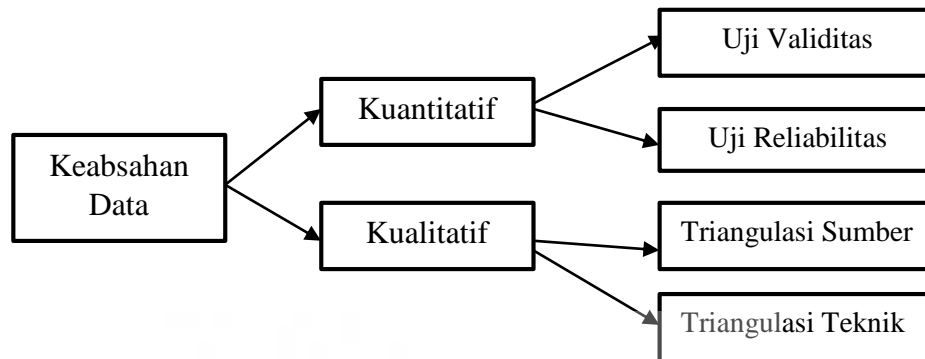 Uji Validitas
Kuantitatif
Uji Reliabilitas
Keabsahan
Data
Kualitatif
Triangulasi Sumber
Triangulasi Teknik